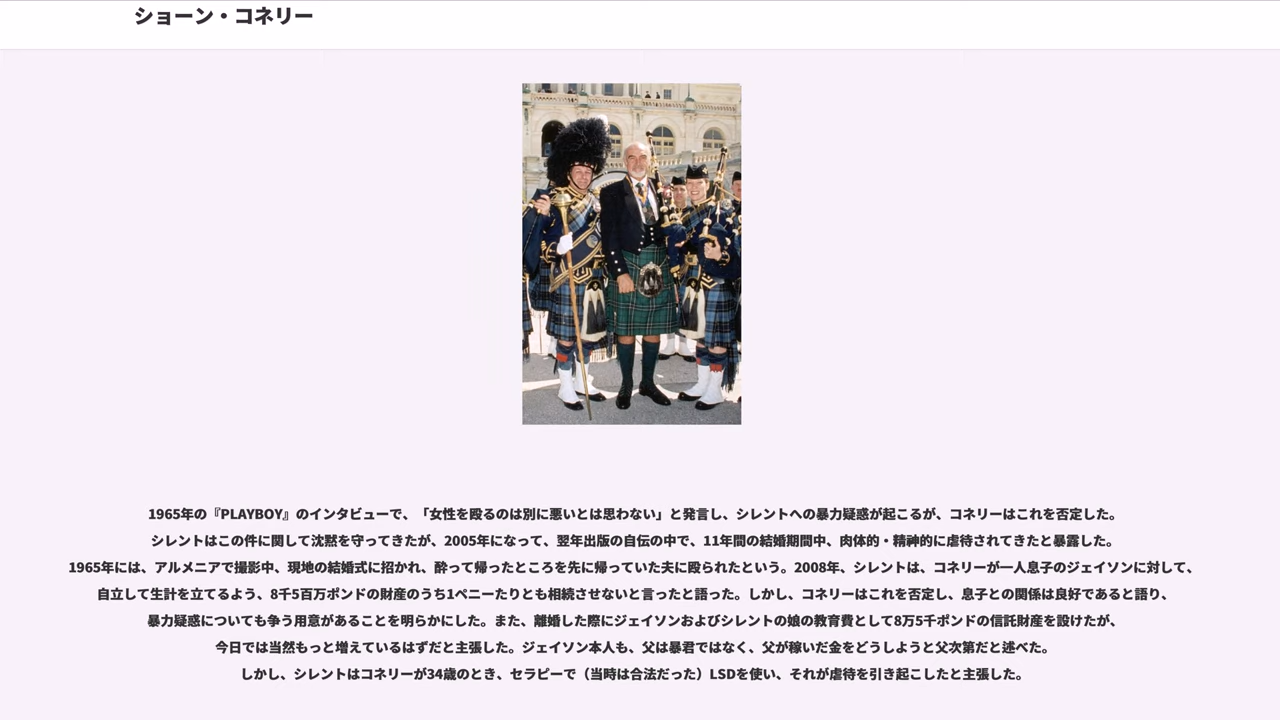 ショーン・コネリー
1965年の『PLAYBOY』のインタビューで、「女性を殴るのは別に悪いとは思わない」と発言し、シレントへの暴力疑惑が起こるが、コネリーはこれを否定した。
シレントはこの件に関して沈黙を守ってきたが、2005年になって、翌年出版の自伝の中で、11年間の結婚期間中、肉体的・精神的に虐待されてきたと暴露した。
1965年には、アルメニアで撮影中、現地の結婚式に招かれ、酔って帰ったところを先に帰っていた夫に殴られたという。2008年、シレントは、コネリーが一人息子のジェイソンに対して、
自立して生計を立てるよう、8千5百万ポンドの財産のうち1ペニーたりとも相続させないと言ったと語った。しかし、コネリーはこれを否定し、息子との関係は良好であると語り、
暴力疑惑についても争う用意があることを明らかにした。また、離婚した際にジェイソンおよびシレントの娘の教育費として8万5千ポンドの信託財産を設けたが、
今日では当然もっと増えているはずだと主張した。ジェイソン本人も、父は暴君ではなく、父が稼いだ金をどうしようと父次第だと述べた。
しかし、シレントはコネリーが34歳のとき、セラピーで（当時は合法だった）LSDを使い、それが虐待を引き起こしたと主張した。